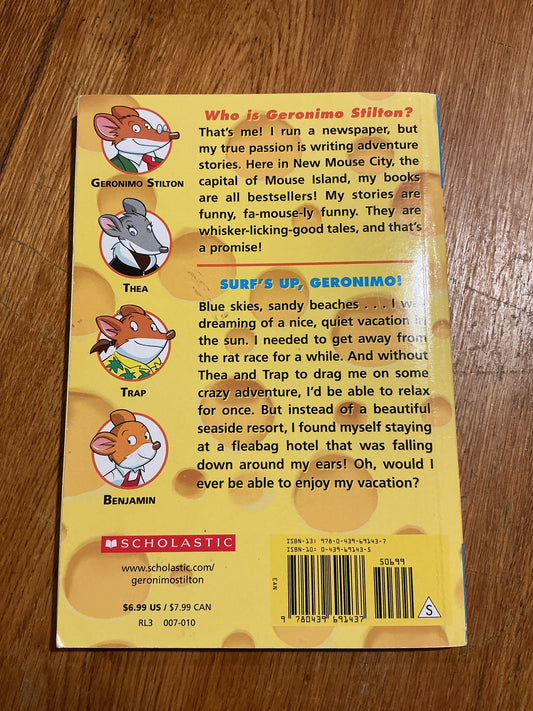 GERONIMO STILTON
THEA
TRAP
BENJAMIN
Who is Geronimo Stilton?
That's me! I run a newspaper, but
my true passion is writing adventure
stories. Here in New Mouse City, the
capital of Mouse Island, my books
are all bestsellers! My stories are
funny, fa-mouse-ly funny. They are
whisker-licking-good tales, and that's
a promise!
SURF'S UP, GERONIMO!
Blue skies, sandy beaches . . . I was
dreaming of a nice, quiet vacation in
the sun. I needed to get away from
the rat race for a while. And without
Thea and Trap to drag me on some
crazy adventure, I'd be able to relax
for once. But instead of a beautiful
seaside resort, I found myself staying
at a fleabag hotel that was falling
down around my ears! Oh, would I
ever be able to enjoy my vacation?
SCHOLASTIC
www.scholastic.com/
geronimostilton
$6.99 US / $7.99 CAN
RL3 007-010
ISBN-13: 978-0-439-69143-7
ISBN-10: 0-439-69143-5
50699
CAN
9 780439 691437
S